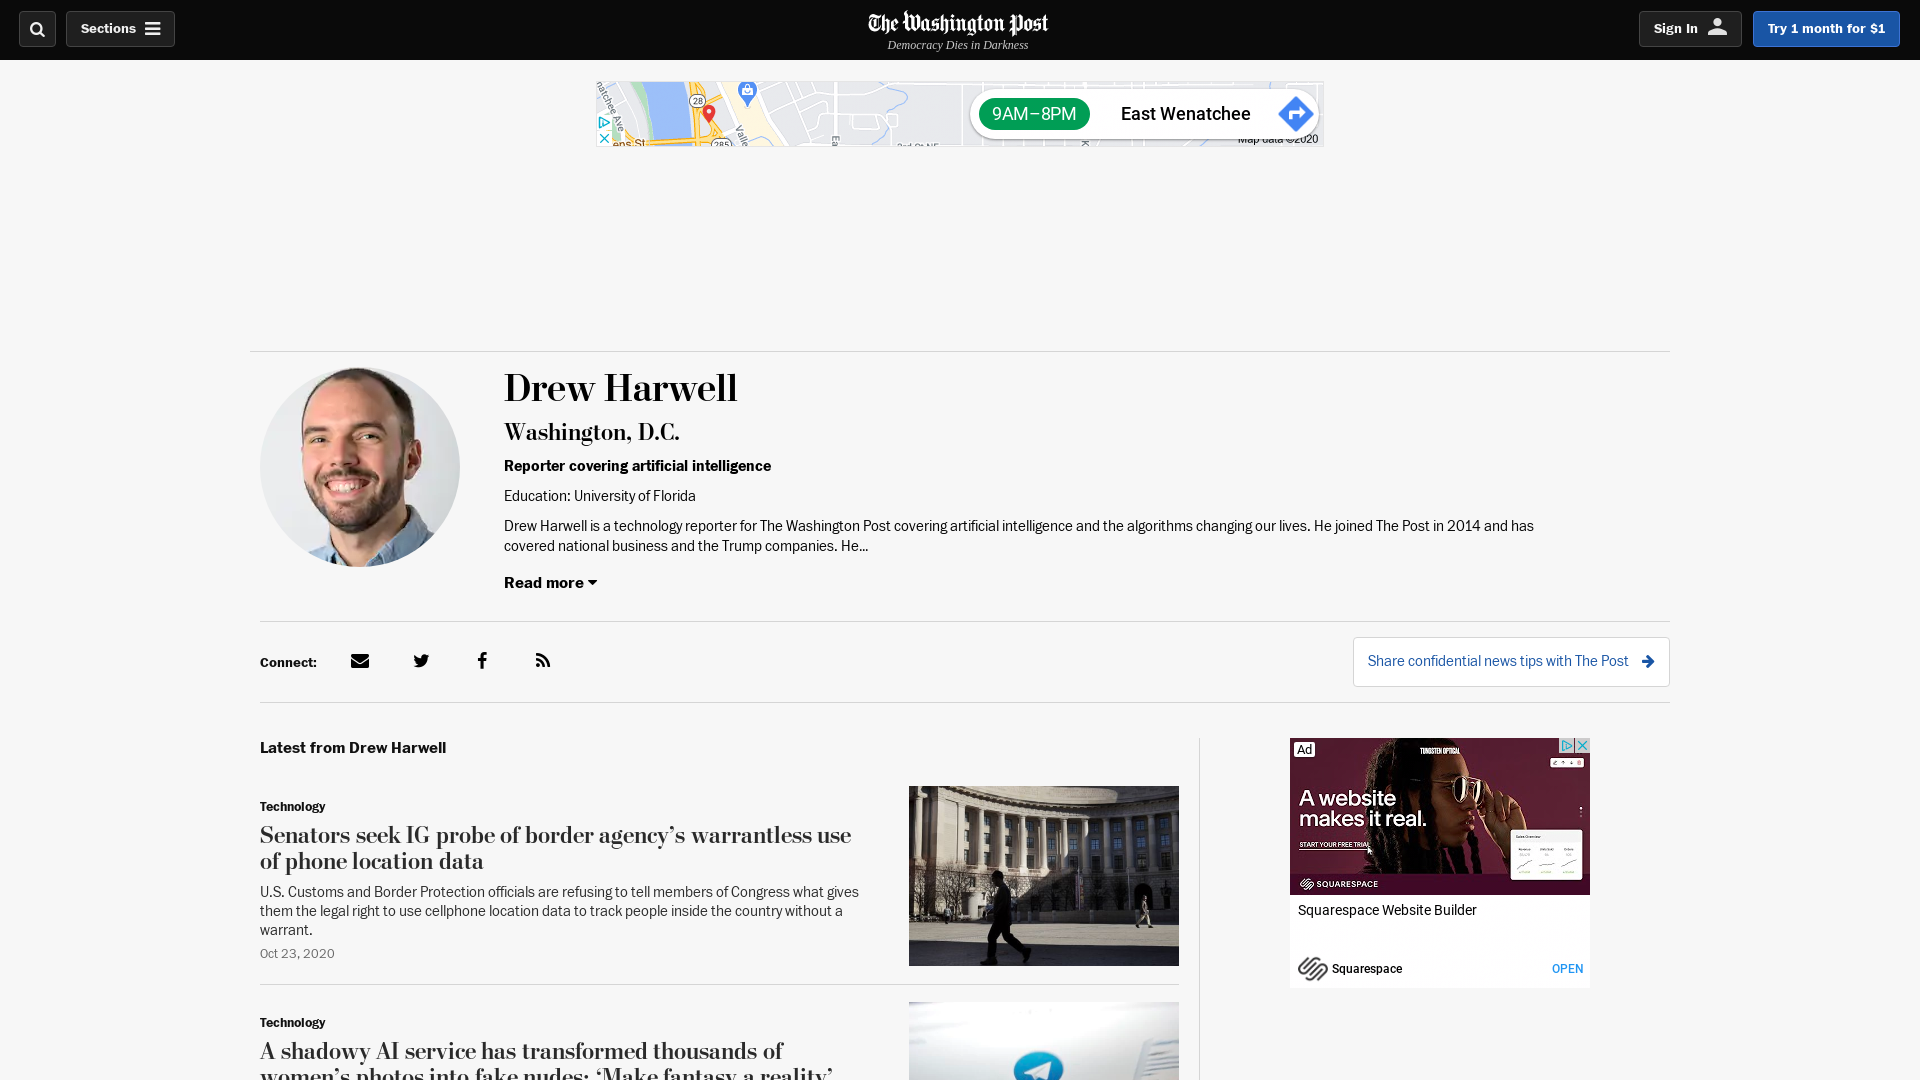 Sections
The Washington Post
Democracy Dies in Darkness
Sign In
Try 1 month for $1
28
285
9AM–8PM
East Wenatchee
Map data ©2020
Drew Harwell
Washington, D.C.
Reporter covering artificial intelligence
Education: University of Florida
Drew Harwell is a technology reporter for The Washington Post covering artificial intelligence and the algorithms changing our lives. He joined The Post in 2014 and has
covered national business and the Trump companies. He...
Read more
Connect:
Share confidential news tips with The Post
Latest from Drew Harwell
Technology
Senators seek IG probe of border agency’s warrantless use
of phone location data
U.S. Customs and Border Protection officials are refusing to tell members of Congress what gives
them the legal right to use cellphone location data to track people inside the country without a
warrant.
Oct 23, 2020
Technology
A shadowy AI service has transformed thousands of
women’s photos into fake nudes: ‘Make fantasy a reality’
Ad
TUNGSTEN OPTICAL
A website
makes it real.
START YOUR FREE TRIAL
SQUARESPACE
Squarespace Website Builder
Squarespace
OPEN